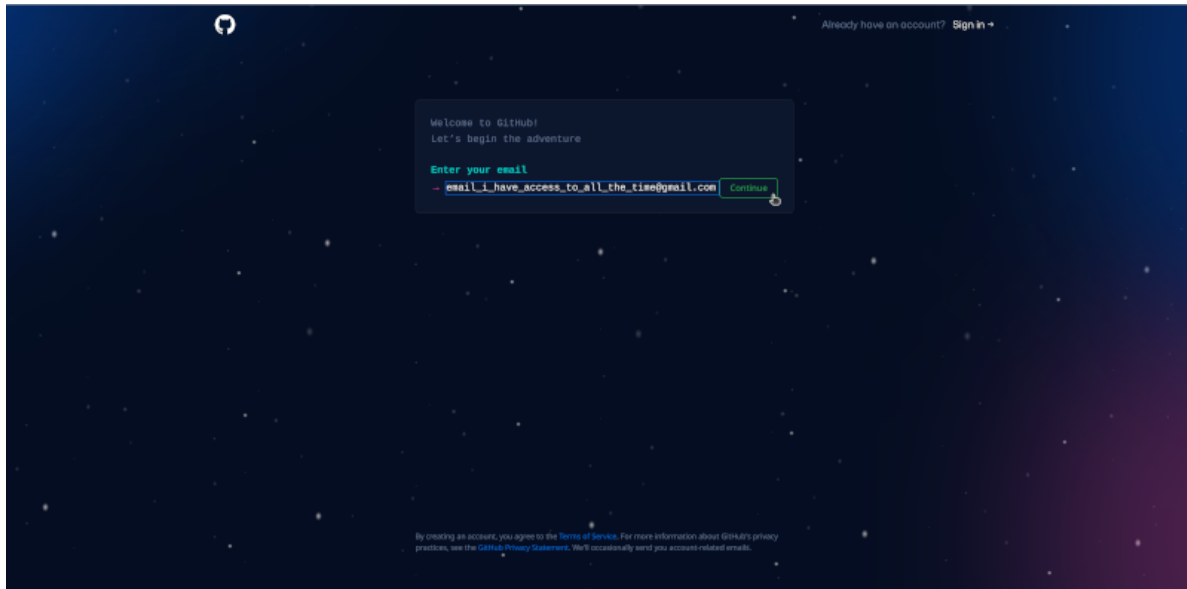 Already have an account? Sign in →
Welcome to GitHub!
Let's begin the adventure
Enter your email
→ email_i_have_access_to_all_the_time@gmail.com Continue
By creating an account, you agree to the Terms of Service. For more information about GitHub's privacy
practices, see the GitHub Privacy Statement. We'll occasionally send you account-related emails.